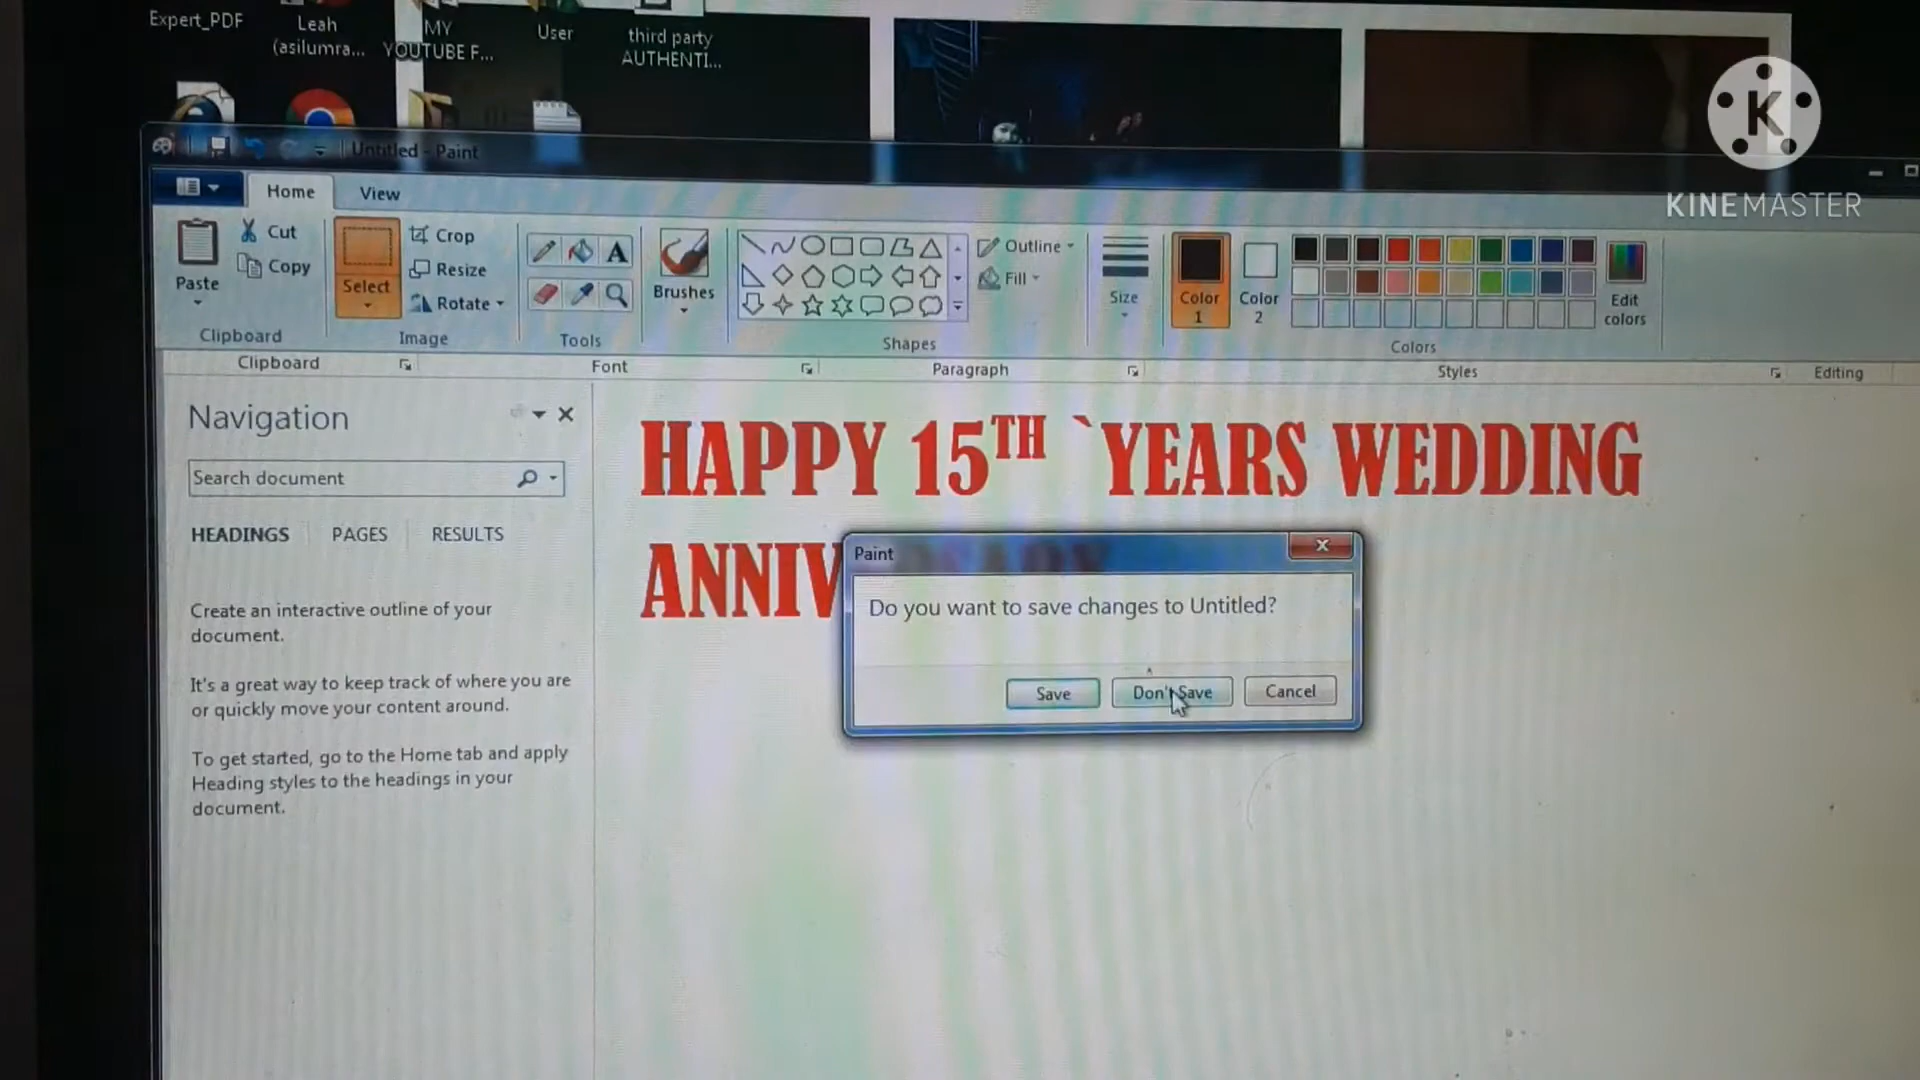 Expert_PDF
Leah
(asilumra...
MY
YOUTUBE F...
User
third party
AUTHENTI...
K
KINEMASTER
Untitled - Paint
Home
View
Paste
Cut
Copy
Clipboard
Select
Crop
Resize
Rotate
Image
A
Tools
Brushes
Shapes
Outline
Fill
Size
Color
1
Color
2
Colors
Edit
colors
Clipboard
Font
Paragraph
Styles
Editing
Navigation
Search document
HEADINGS
PAGES
RESULTS
Create an interactive outline of your
document.
It's a great way to keep track of where you are
or quickly move your content around.
To get started, go to the Home tab and apply
Heading styles to the headings in your
document.
HAPPY 15TH `YEARS WEDDING
Paint
Do you want to save changes to Untitled?
Save
Don't Save
Cancel